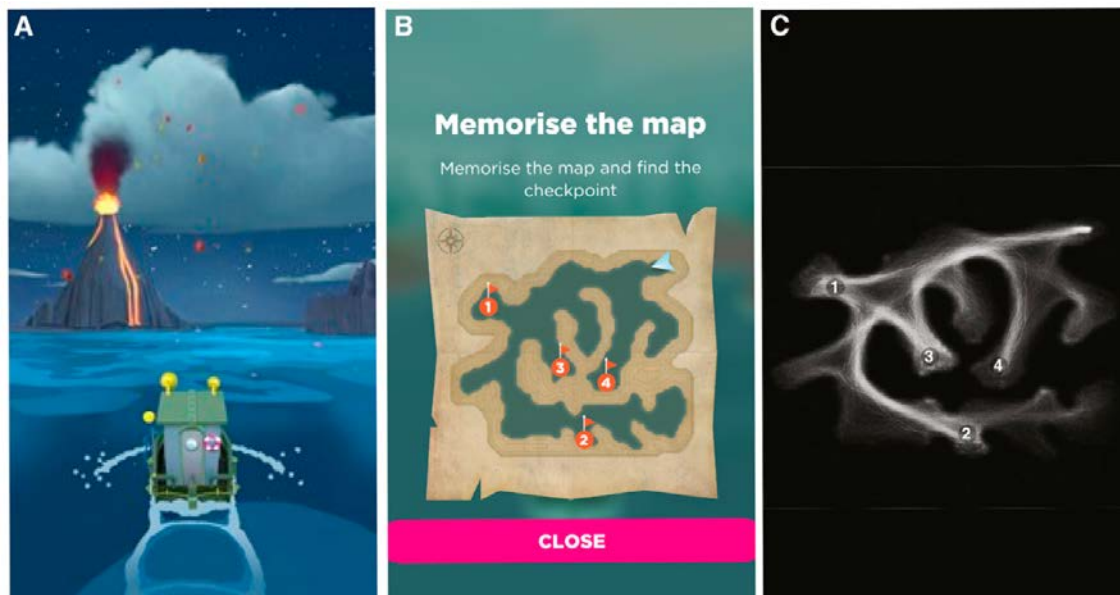 A
B
Memorise the map
Memorise the map and find the
checkpoint
1
3
4
2
CLOSE
C
1
3
4
2